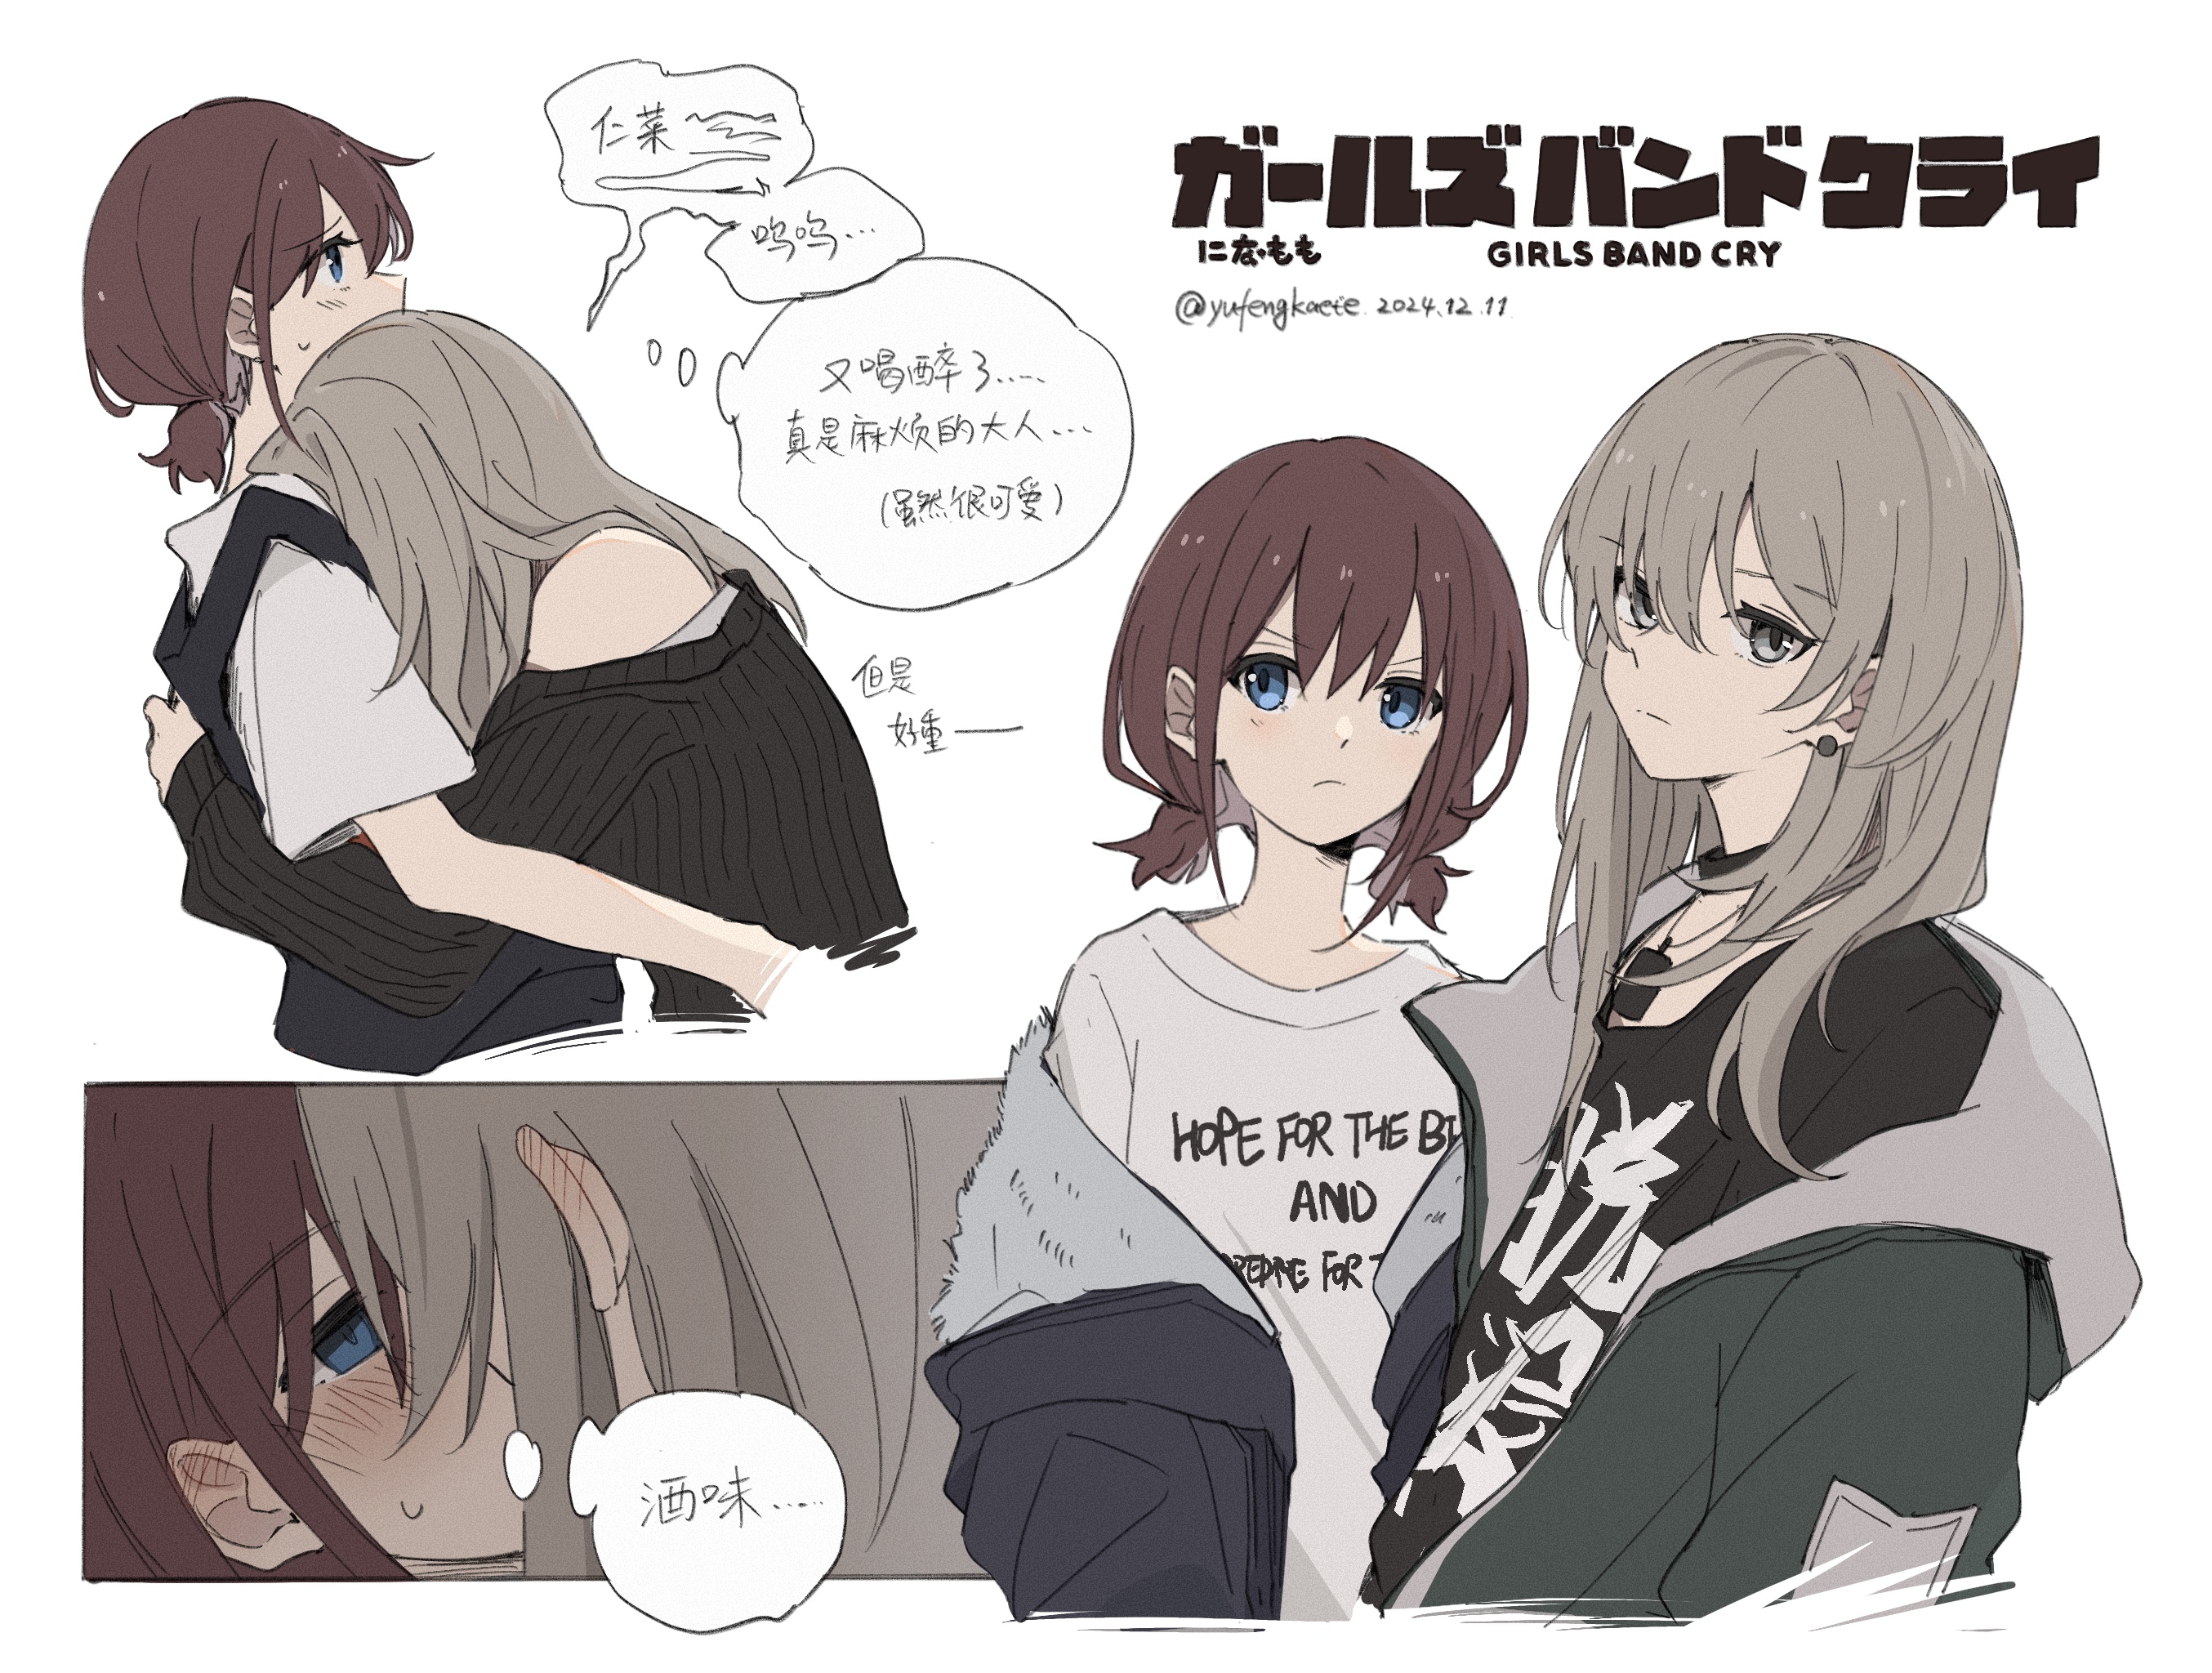 仁菜
呜呜…
又喝醉了……
真是麻烦的大人…
(虽然很可爱)
但是
好重——
ガールズバンドクライ
にな・もも
GIRLS BAND CRY
@yufengkaete 2024.12.11
HOPE FOR THE
AND
FOR
酒味……